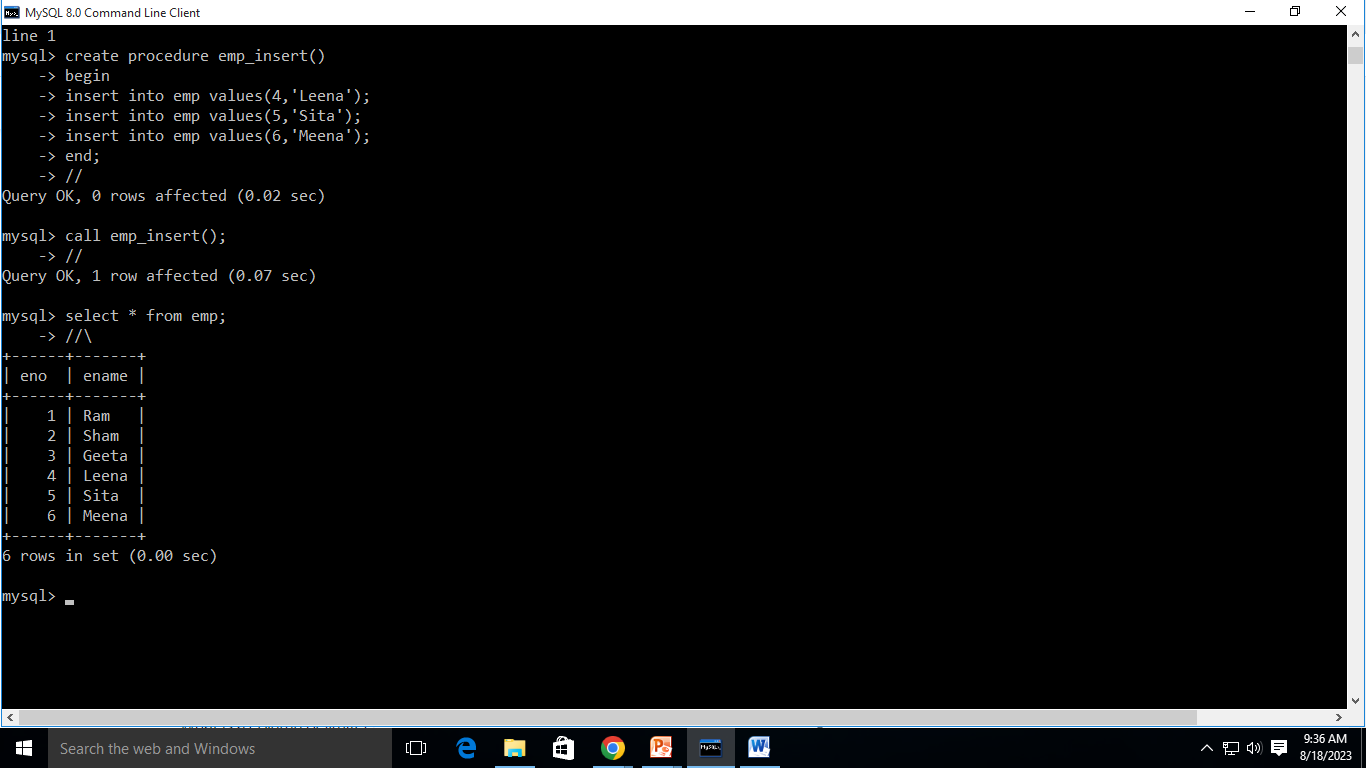 MySQL 8.0 Command Line Client
line 1
mysql> create procedure emp_insert()
    -> begin
    -> insert into emp values(4,'Leena');
    -> insert into emp values(5,'Sita');
    -> insert into emp values(6,'Meena');
    -> end;
    -> //
Query OK, 0 rows affected (0.02 sec)

mysql> call emp_insert();
    -> //
Query OK, 1 row affected (0.07 sec)

mysql> select * from emp;
    -> //\
+------+-------+
| eno  | ename |
+------+-------+
|    1 | Ram   |
|    2 | Sham  |
|    3 | Geeta |
|    4 | Leena |
|    5 | Sita  |
|    6 | Meena |
+------+-------+
6 rows in set (0.00 sec)

mysql> _
Search the web and Windows
9:36 AM
8/18/2023